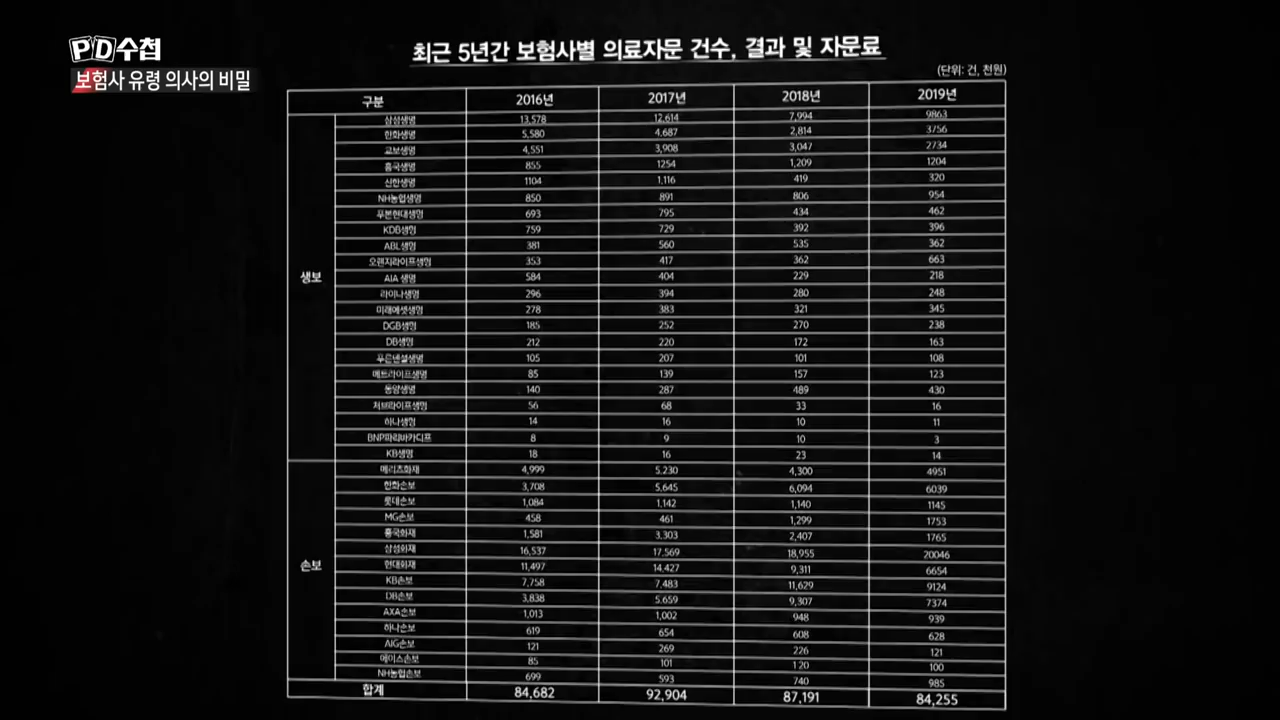 PD수첩
보험사 유령 의사의 비밀
최근 5년간 보험사별 의료자문 건수, 결과 및 자문료
(단위: 건, 천원)
구분 2016년 2017년 2018년 2019년
생보
삼성생명 13,578 12,614 7,994 9863
한화생명 5,580 4,687 2,814 3756
교보생명 4,551 3,908 3,047 2734
흥국생명 855 1254 1,209 1204
신한생명 1104 1,116 419 320
NH농협생명 850 891 806 954
푸본현대생명 693 795 434 462
KDB생명 759 729 392 396
ABL생명 381 560 535 362
오렌지라이프생명 353 417 362 663
AIA 생명 584 404 229 218
라이나생명 296 394 280 248
미래에셋생명 278 383 321 345
DGB생명 185 252 270 238
DB생명 212 220 172 163
푸르덴셜생명 105 207 101 108
메트라이프생명 85 139 157 123
동양생명 140 287 489 430
처브라이프생명 56 68 33 16
하나생명 14 16 10 11
BNP파리바카디프 8 9 10 3
KB생명 18 16 23 14
손보
메리츠화재 4,999 5,230 4,300 4951
한화손보 3,708 5,645 6,094 6039
롯데손보 1,084 1,142 1,140 1145
MG손보 458 461 1,299 1753
흥국화재 1,581 3,303 2,407 1765
삼성화재 16,537 17,569 18,955 20046
현대화재 11,497 14,427 9,311 6654
KB손보 7,758 7,483 11,629 9124
DB손보 3,838 5,659 9,307 7374
AXA손보 1,013 1,002 948 939
하나손보 619 654 608 628
AIG손보 121 269 226 121
에이스손보 85 101 120 100
NH농협손보 699 593 740 985
합계 84,682 92,904 87,191 84,255